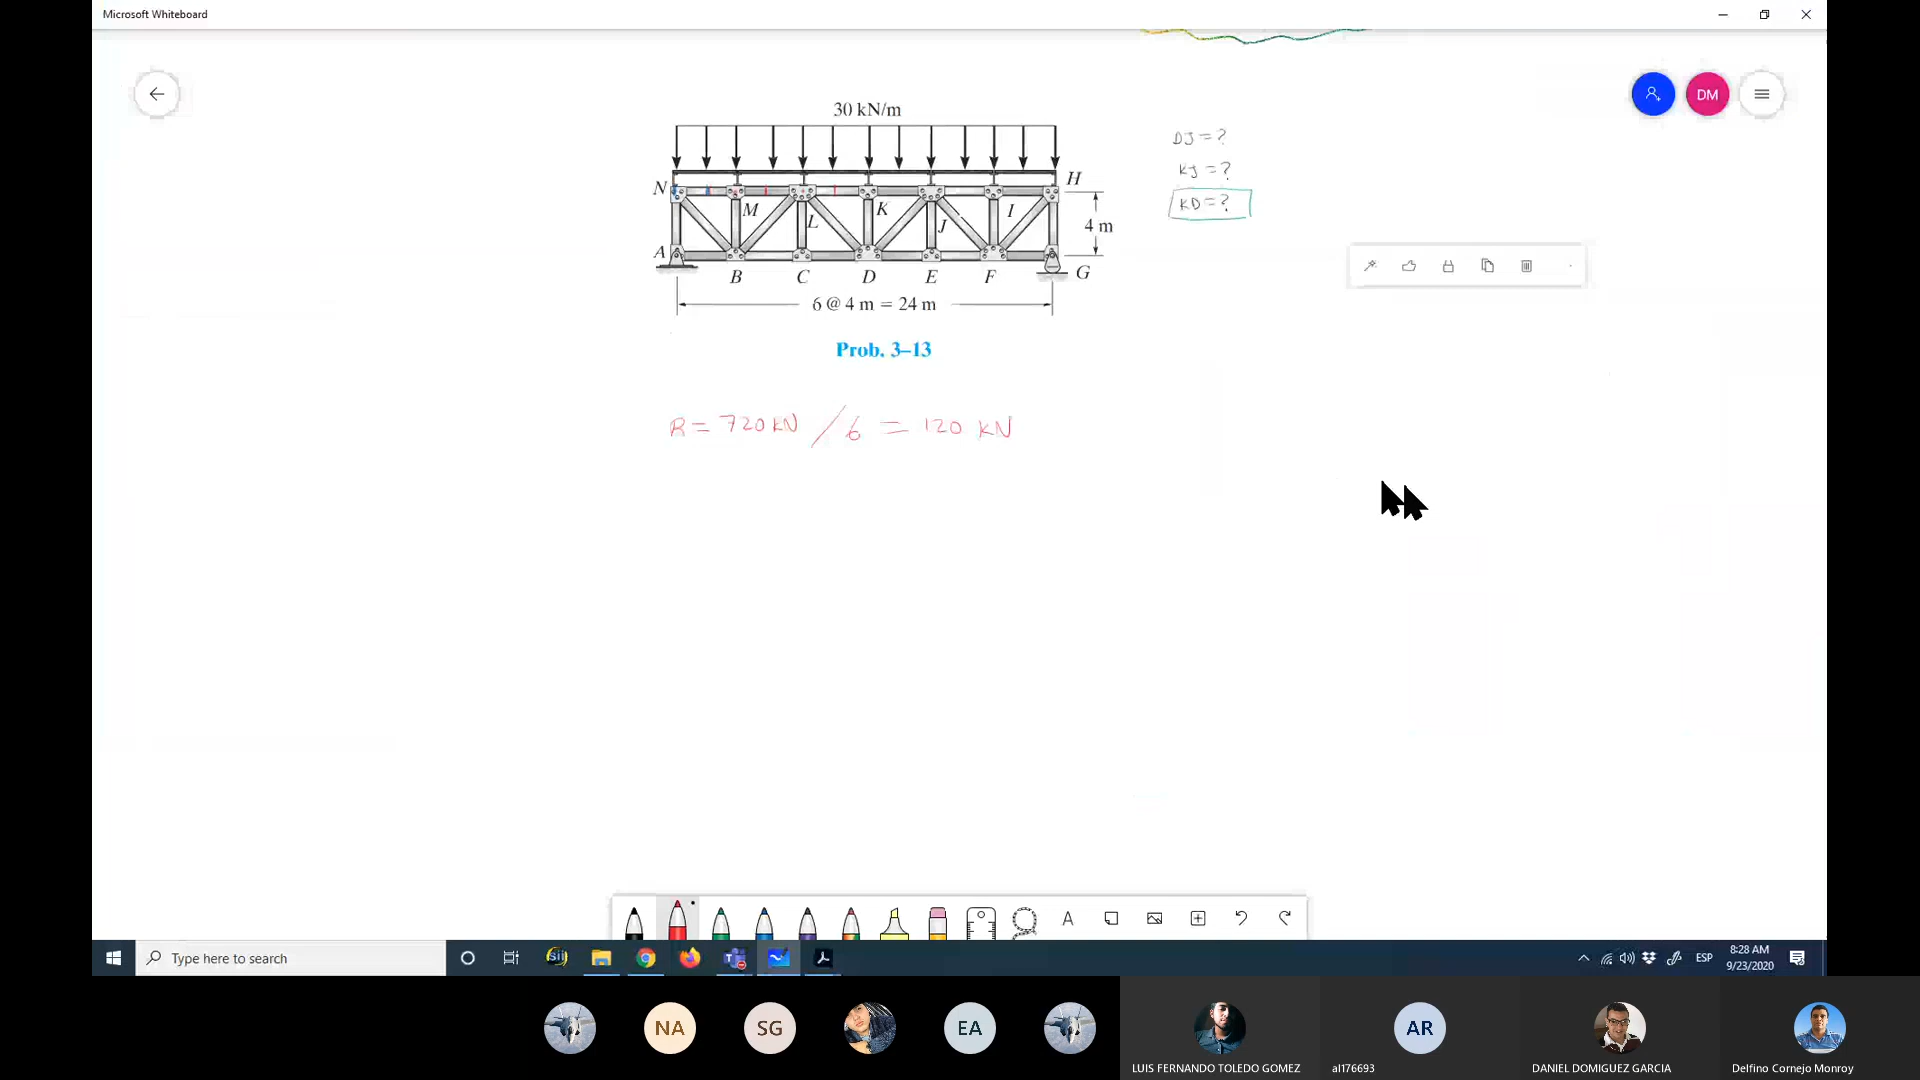 Microsoft Whiteboard
DM
30 kN/m
DJ = ?
KJ = ?
KD = ?
N
H
M
K
I
L
J
4 m
A
G
B
C
D
E
F
6 @ 4 m = 24 m
Prob. 3–13
R = 720 KN / 6 = 120 KN
A
Type here to search
sii
ESP
8:28 AM
9/23/2020
NA
SG
EA
AR
LUIS FERNANDO TOLEDO GOMEZ
al176693
DANIEL DOMIGUEZ GARCIA
Delfino Cornejo Monroy